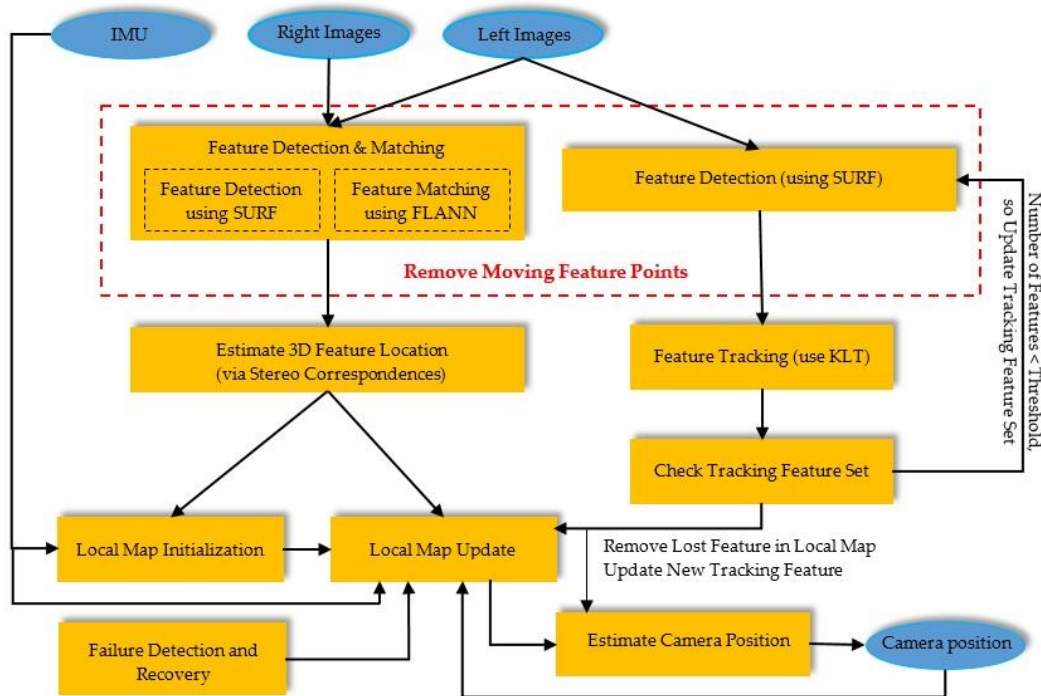 IMU
Right Images
Left Images
Feature Detection & Matching
Feature Detection
using SURF
Feature Matching
using FLANN
Feature Detection (using SURF)
Remove Moving Feature Points
Number of Features < Threshold,
so Update Tracking Feature Set
Estimate 3D Feature Location
(via Stereo Correspondences)
Feature Tracking (use KLT)
Check Tracking Feature Set
Local Map Initialization
Local Map Update
Remove Lost Feature in Local Map
Update New Tracking Feature
Failure Detection and
Recovery
Estimate Camera Position
Camera position